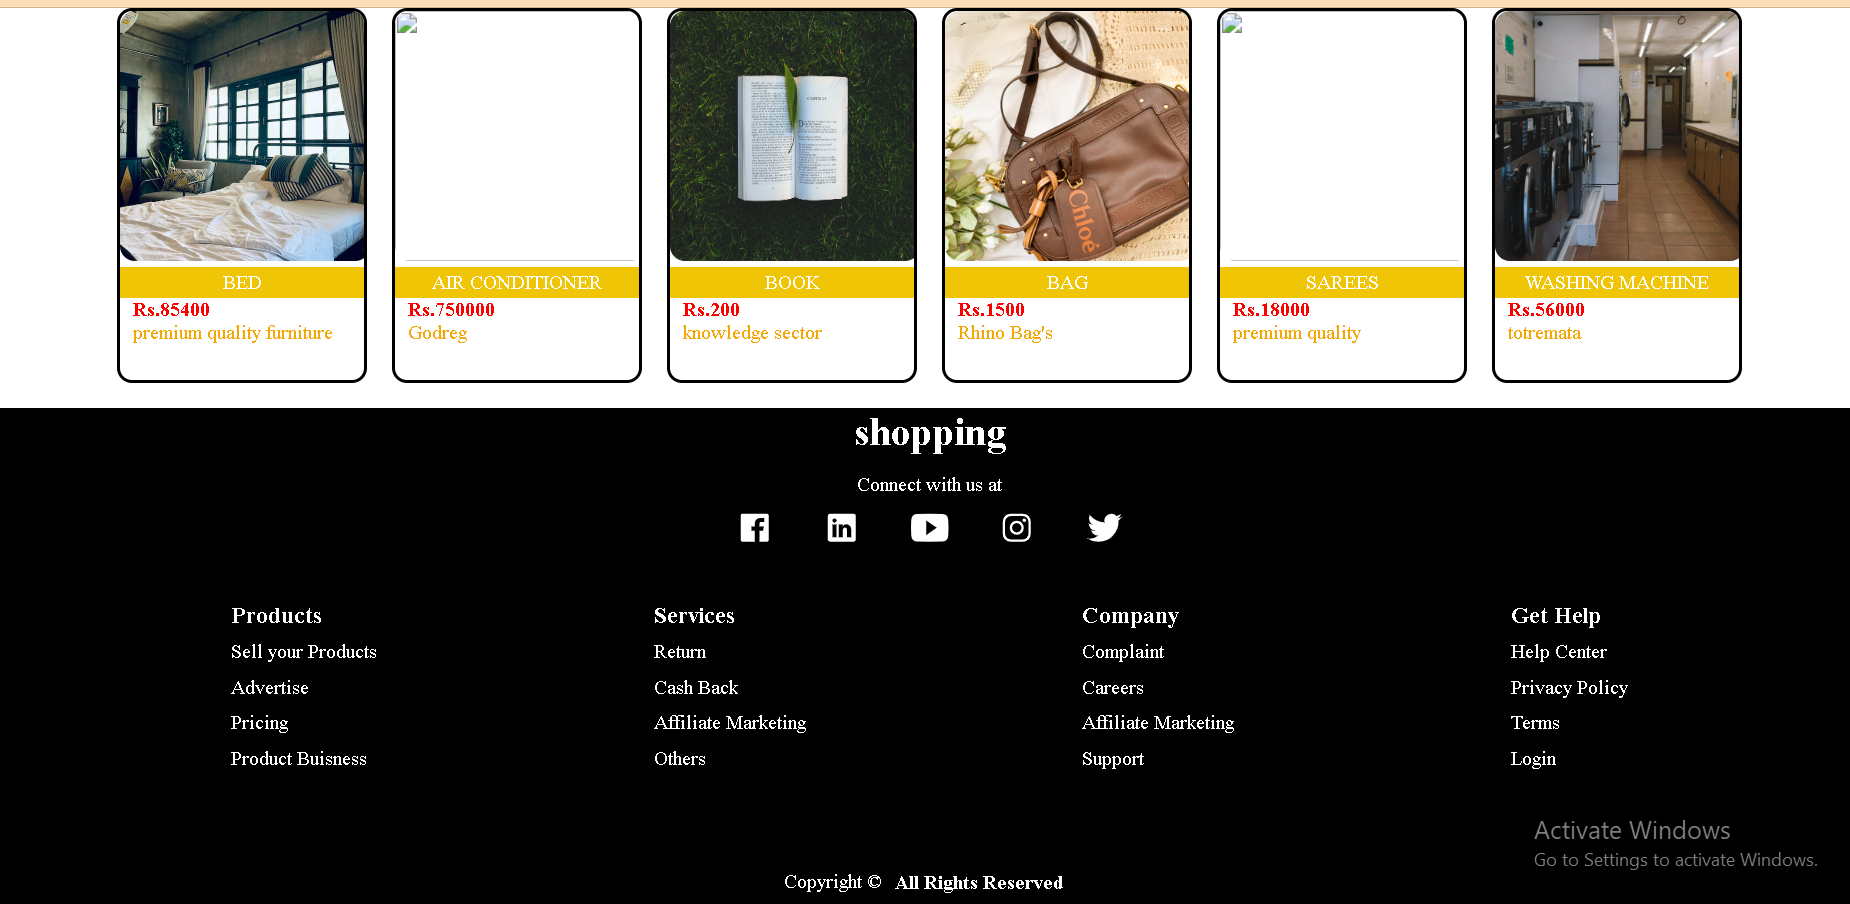 Chloé
BED
Rs.85400
premium quality furniture
AIR CONDITIONER
Rs.750000
Godreg
BOOK
Rs.200
knowledge sector
BAG
Rs.1500
Rhino Bag's
SAREES
Rs.18000
premium quality
WASHING MACHINE
Rs.56000
totremata
shopping
Connect with us at
Products
Sell your Products
Advertise
Pricing
Product Buisness
Services
Return
Cash Back
Affiliate Marketing
Others
Company
Complaint
Careers
Affiliate Marketing
Support
Get Help
Help Center
Privacy Policy
Terms
Login
Activate Windows
Go to Settings to activate Windows.
Copyright © All Rights Reserved